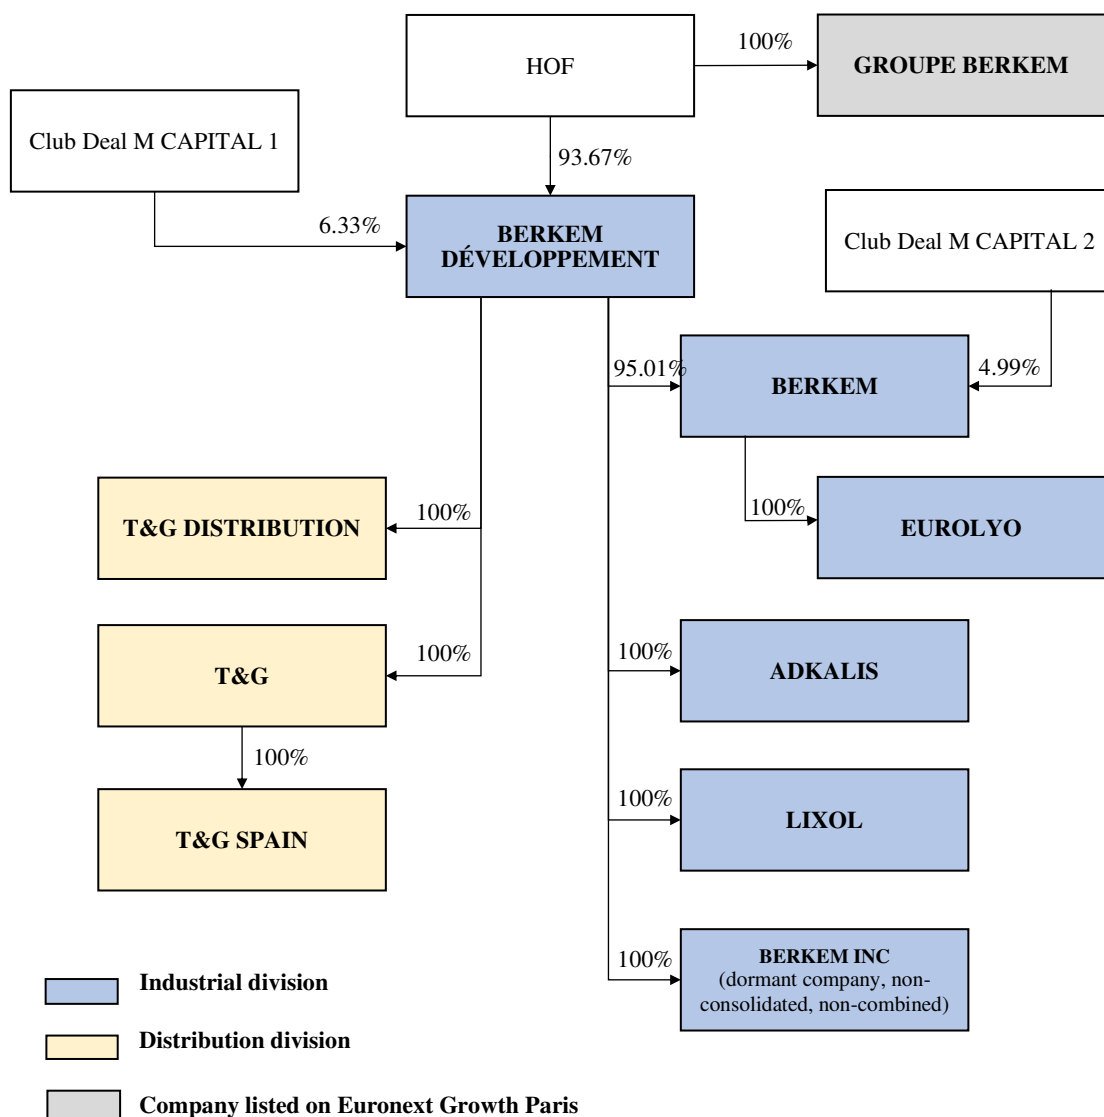 HOF
100%
GROUPE BERKEM
Club Deal M CAPITAL 1
93.67%
6.33%
BERKEM
DÉVELOPPEMENT
Club Deal M CAPITAL 2
95.01%
BERKEM
4.99%
T&G DISTRIBUTION
100%
100%
EUROLYO
T&G
100%
100%
ADKALIS
100%
T&G SPAIN
100%
LIXOL
100%
BERKEM INC
(dormant company, non-
consolidated, non-combined)
Industrial division
Distribution division
Company listed on Euronext Growth Paris